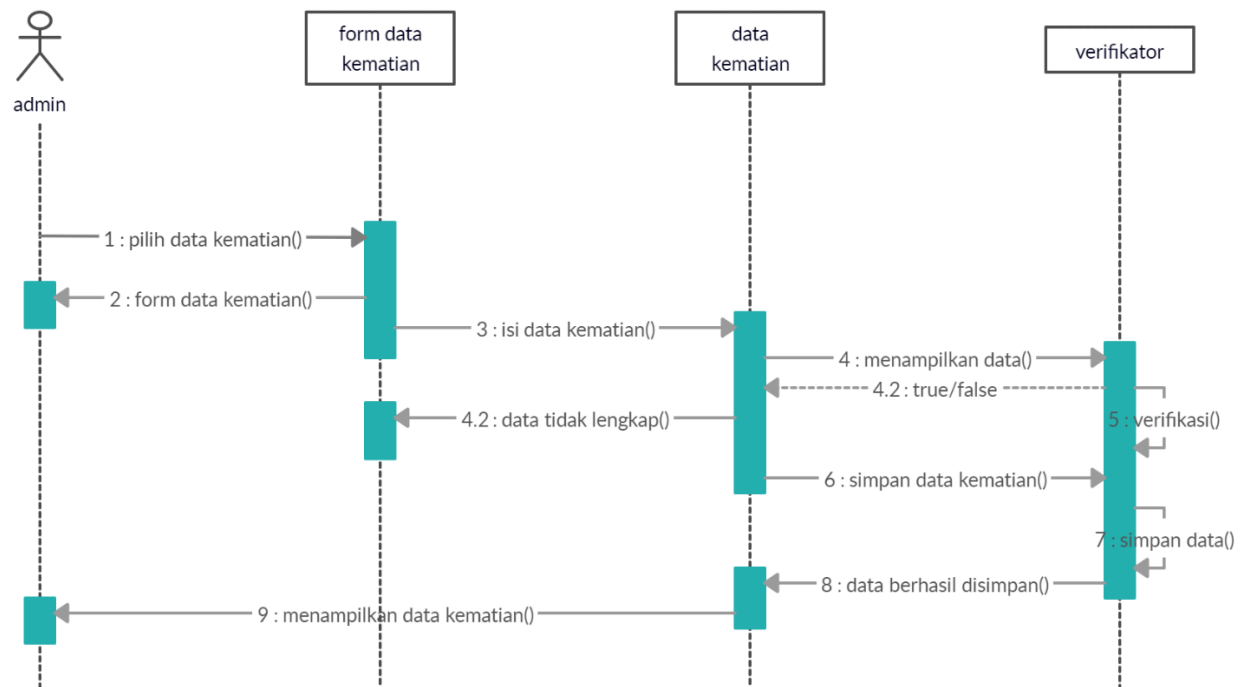 form data
kematian
data
kematian
verifikator
admin
1 : pilih data kematian()
2 : form data kematian()
3 : isi data kematian()
4 : menampilkan data()
4.2 : true/false
4.2 : data tidak lengkap()
5 : verifikasi()
6 : simpan data kematian()
7 : simpan data()
8 : data berhasil disimpan()
9 : menampilkan data kematian()